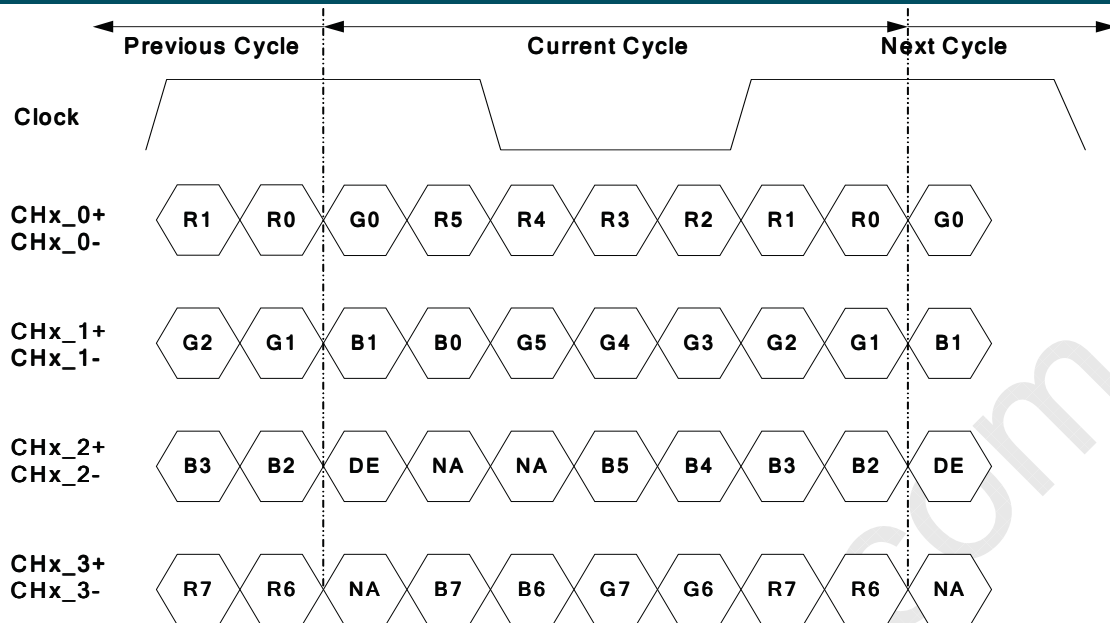 Previous Cycle Current Cycle Next Cycle
Clock
CHx_0+
CHx_0-
R1 R0 G0 R5 R4 R3 R2 R1 R0 G0
CHx_1+
CHx_1-
G2 G1 B1 B0 G5 G4 G3 G2 G1 B1
CHx_2+
CHx_2-
B3 B2 DE NA NA B5 B4 B3 B2 DE
CHx_3+
CHx_3-
R7 R6 NA B7 B6 G7 G6 R7 R6 NA
com